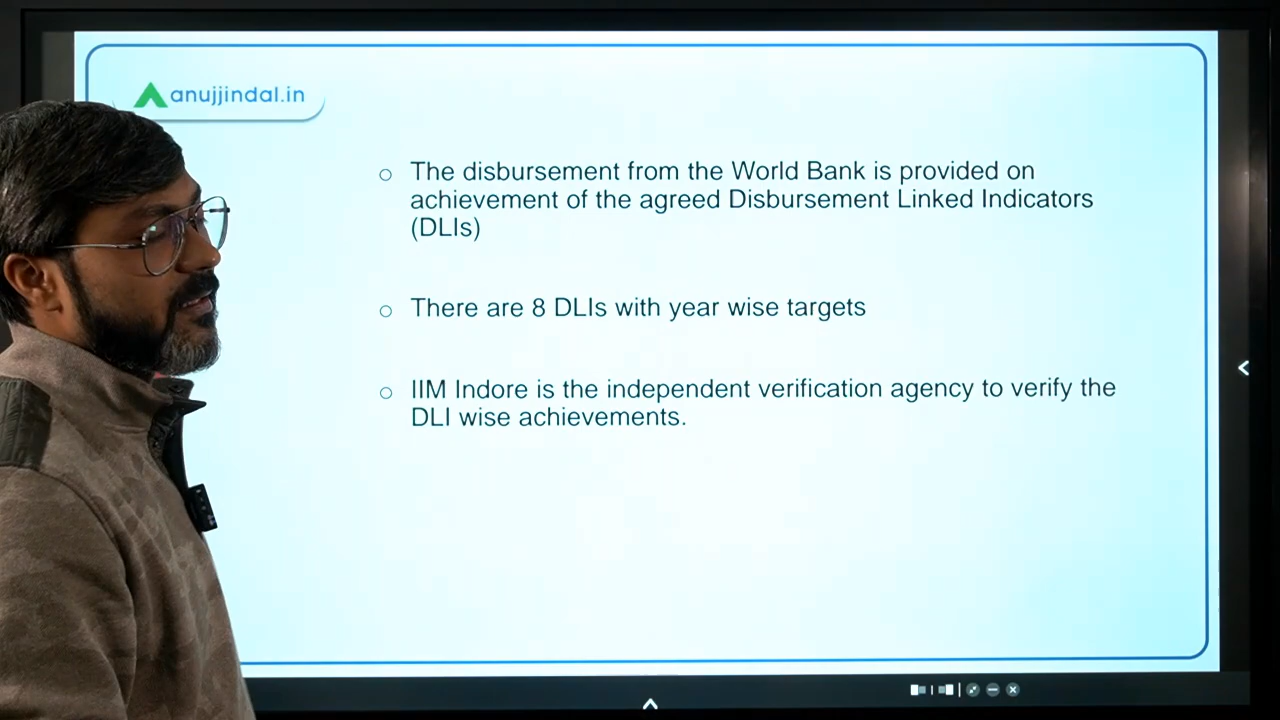 anujjindal.in
The disbursement from the World Bank is provided on
achievement of the agreed Disbursement Linked Indicators
(DLIs)
There are 8 DLIs with year wise targets
IIM Indore is the independent verification agency to verify the
DLI wise achievements.